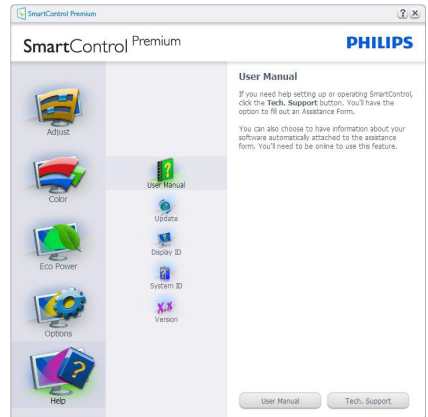 SmartControl Premium
SmartControl Premium
PHILIPS
Adjust
Color
Eco Power
Options
Help
User Manual
Update
Display ID
System ID
X.X
Version
User Manual
If you need help setting up or operating SmartControl,
click the Tech. Support button. You'll have the
option to fill out an Assistance Form.
You can also choose to have information about your
software automatically attached to the assistance
form. You'll need to be online to use this feature.
User Manual
Tech. Support